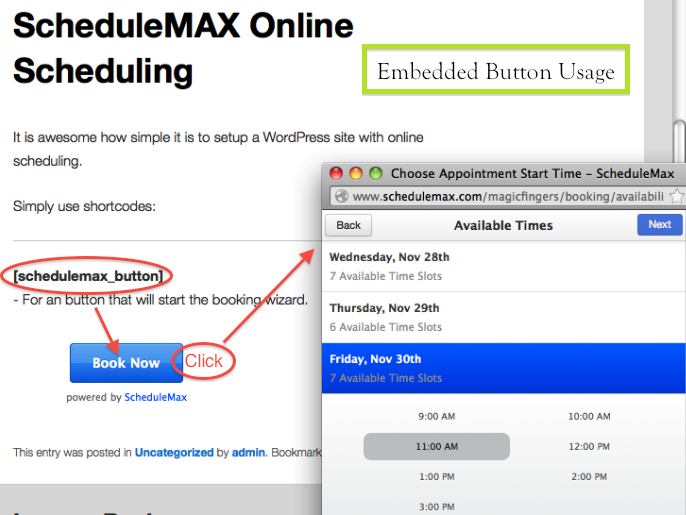 ScheduleMAX Online
Scheduling
Embedded Button Usage
It is awesome how simple it is to setup a WordPress site with online
scheduling.
Simply use shortcodes:
[schedulemax_button]
- For an button that will start the booking wizard.
Book Now
Click
powered by ScheduleMax
This entry was posted in Uncategorized by admin. Bookmark
Choose Appointment Start Time – ScheduleMax
www.schedulemax.com/magicfingers/booking/availabili
Back
Available Times
Next
Wednesday, Nov 28th
7 Available Time Slots
Thursday, Nov 29th
6 Available Time Slots
Friday, Nov 30th
7 Available Time Slots
9:00 AM
10:00 AM
11:00 AM
12:00 PM
1:00 PM
2:00 PM
3:00 PM